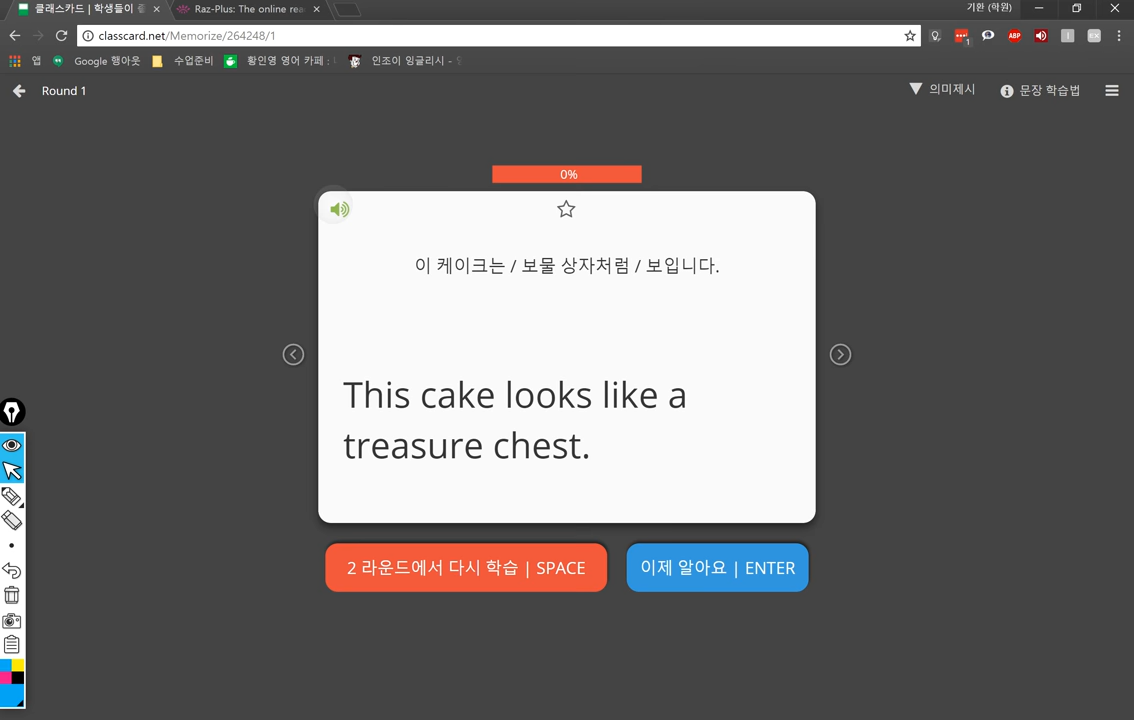 클래스카드 | 학생들이
Raz-Plus: The online rea
기환 (학원)
classcard.net/Memorize/264248/1
1
ABP
앱 Google 행아웃 수업준비 황인영 영어 카페 : 인조이 잉글리시 -
Round 1
의미제시 문장 학습법
0%
이 케이크는 / 보물 상자처럼 / 보입니다.
This cake looks like a
treasure chest.
2 라운드에서 다시 학습 | SPACE
이제 알아요 | ENTER